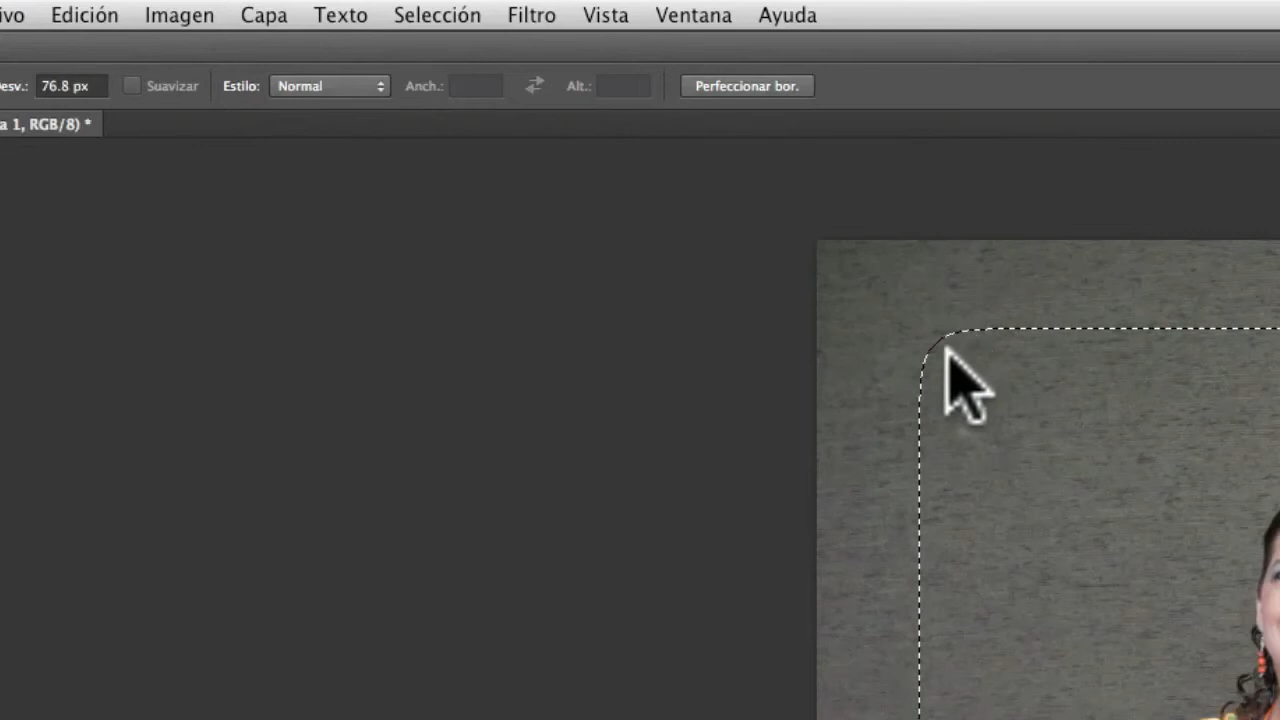 ivo Edición Imagen Capa Texto Selección Filtro Vista Ventana Ayuda
esv.: 76.8 px Suavizar Estilo: Normal Anch.: Alt.: Perfeccionar bor.
a 1, RGB/8) *